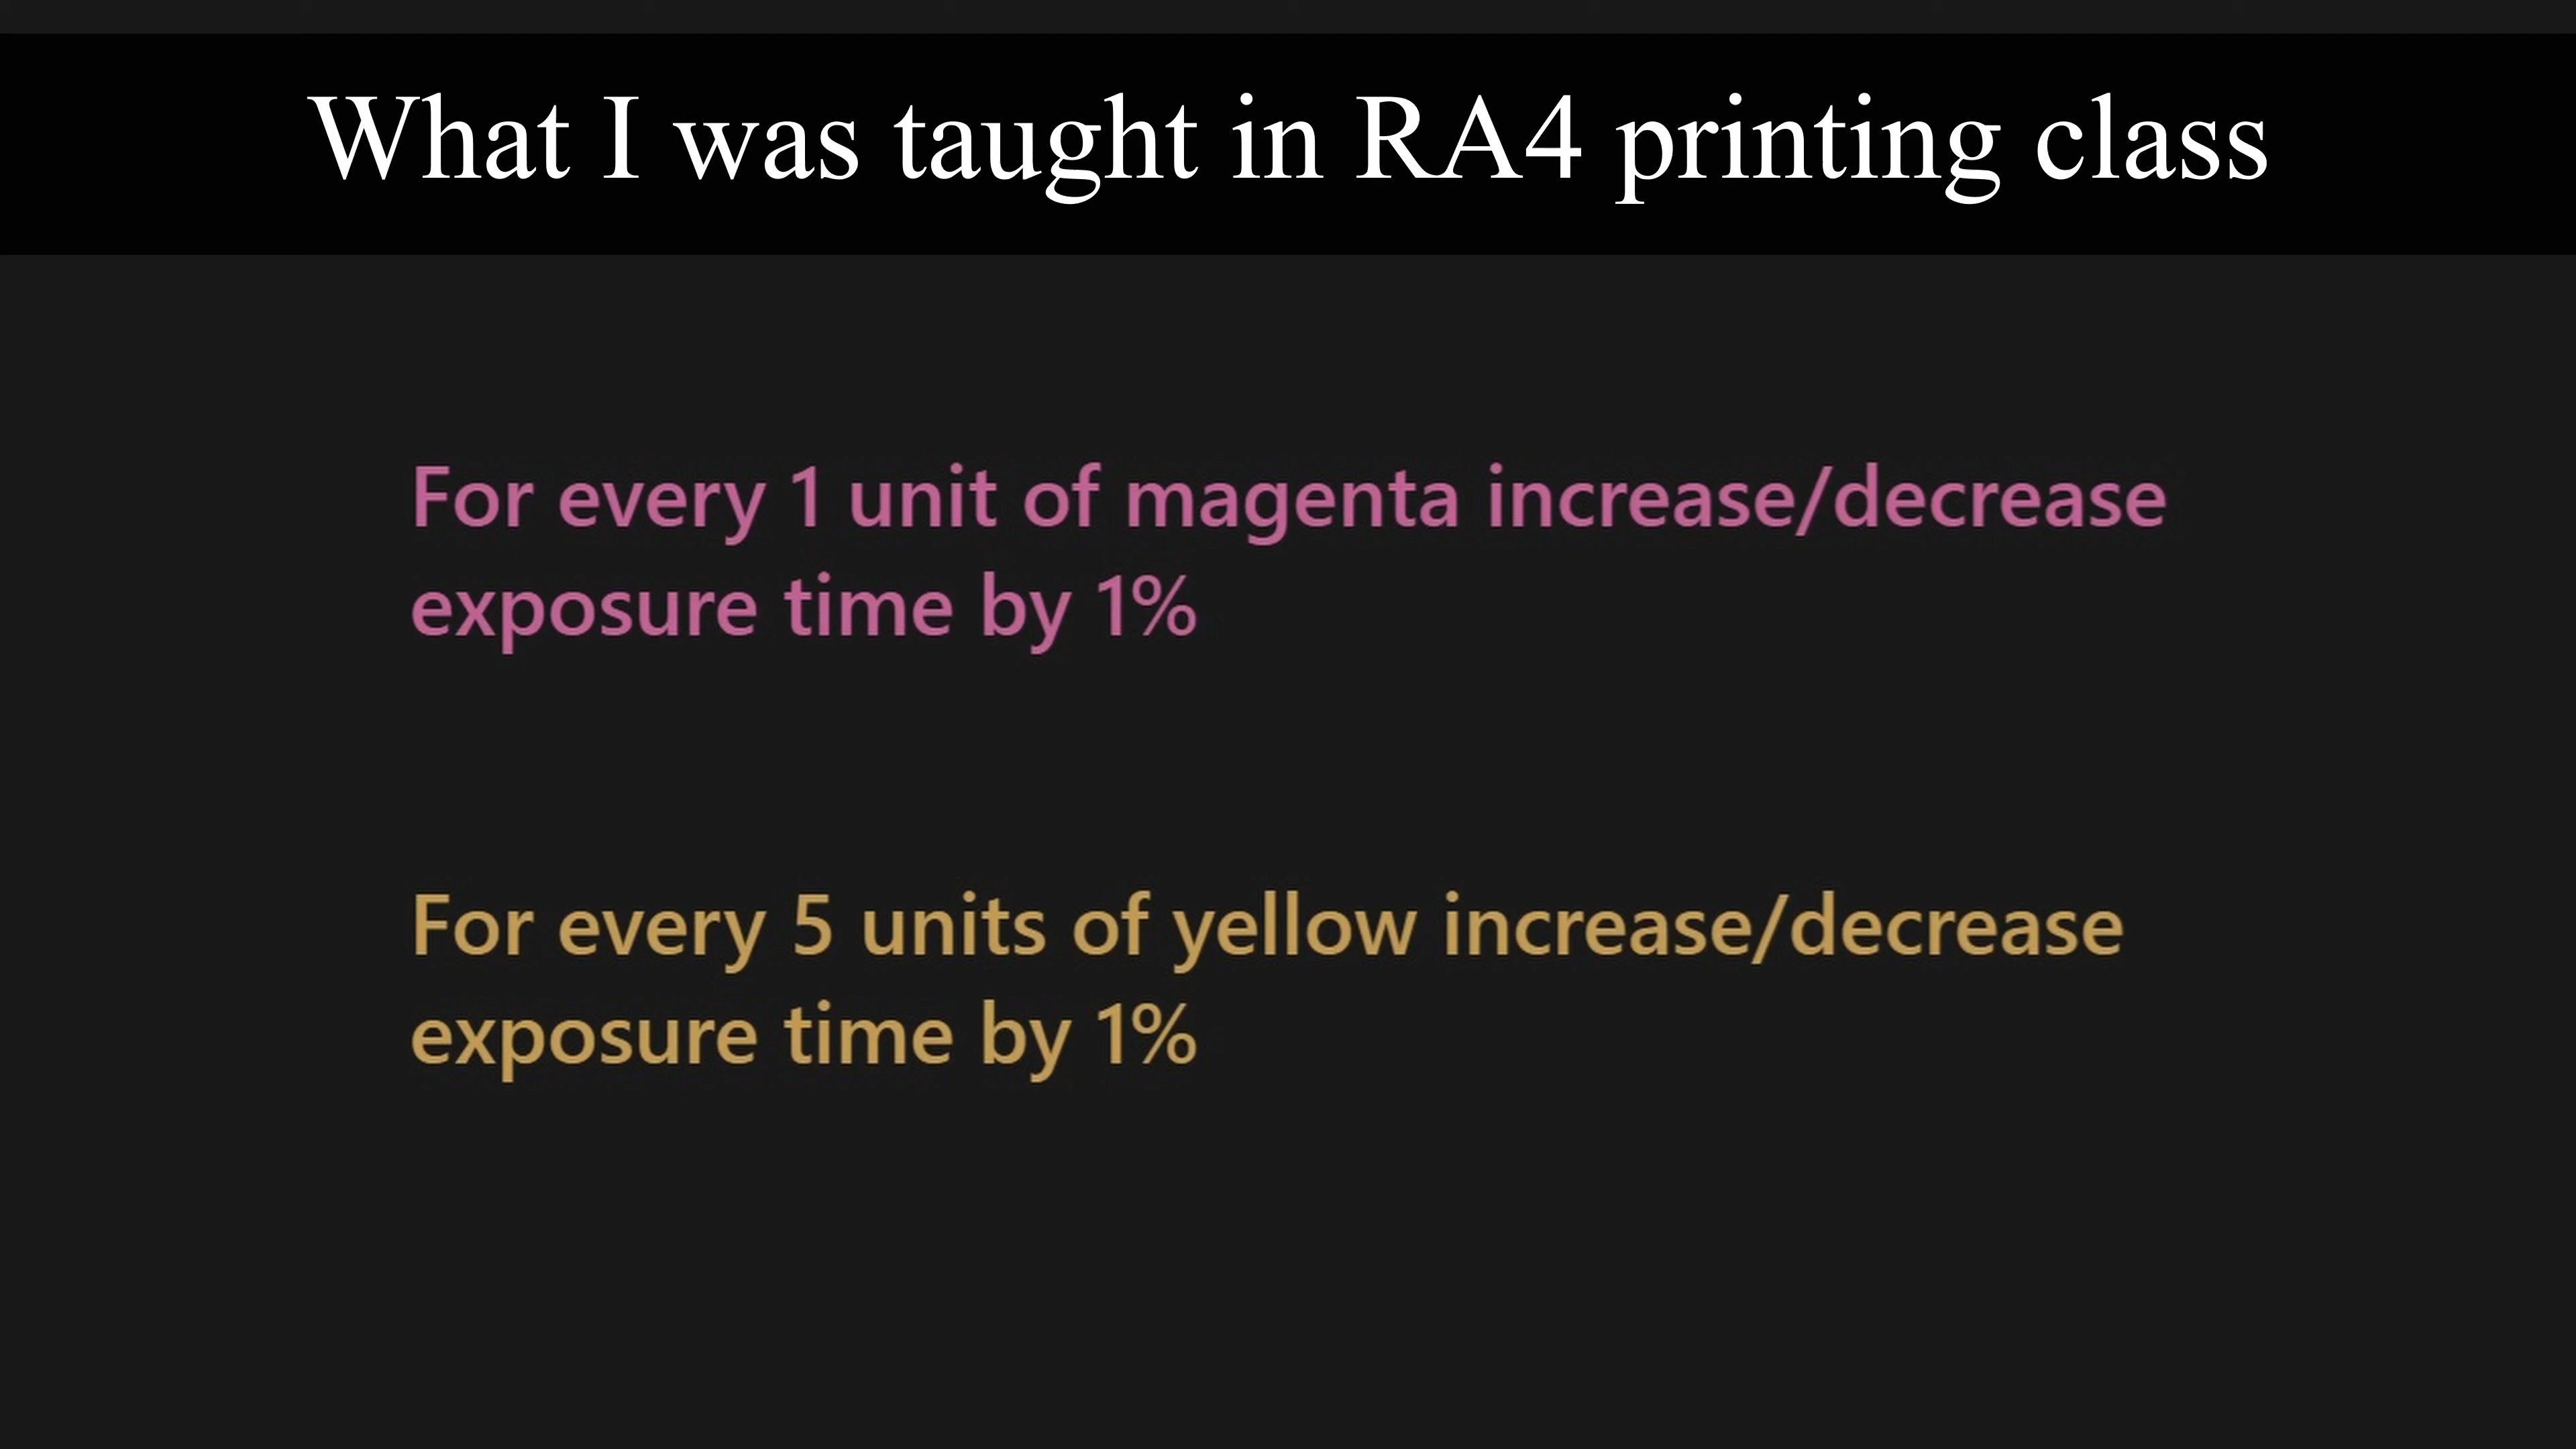 What I was taught in RA4 printing class
For every 1 unit of magenta increase/decrease
exposure time by 1%
For every 5 units of yellow increase/decrease
exposure time by 1%